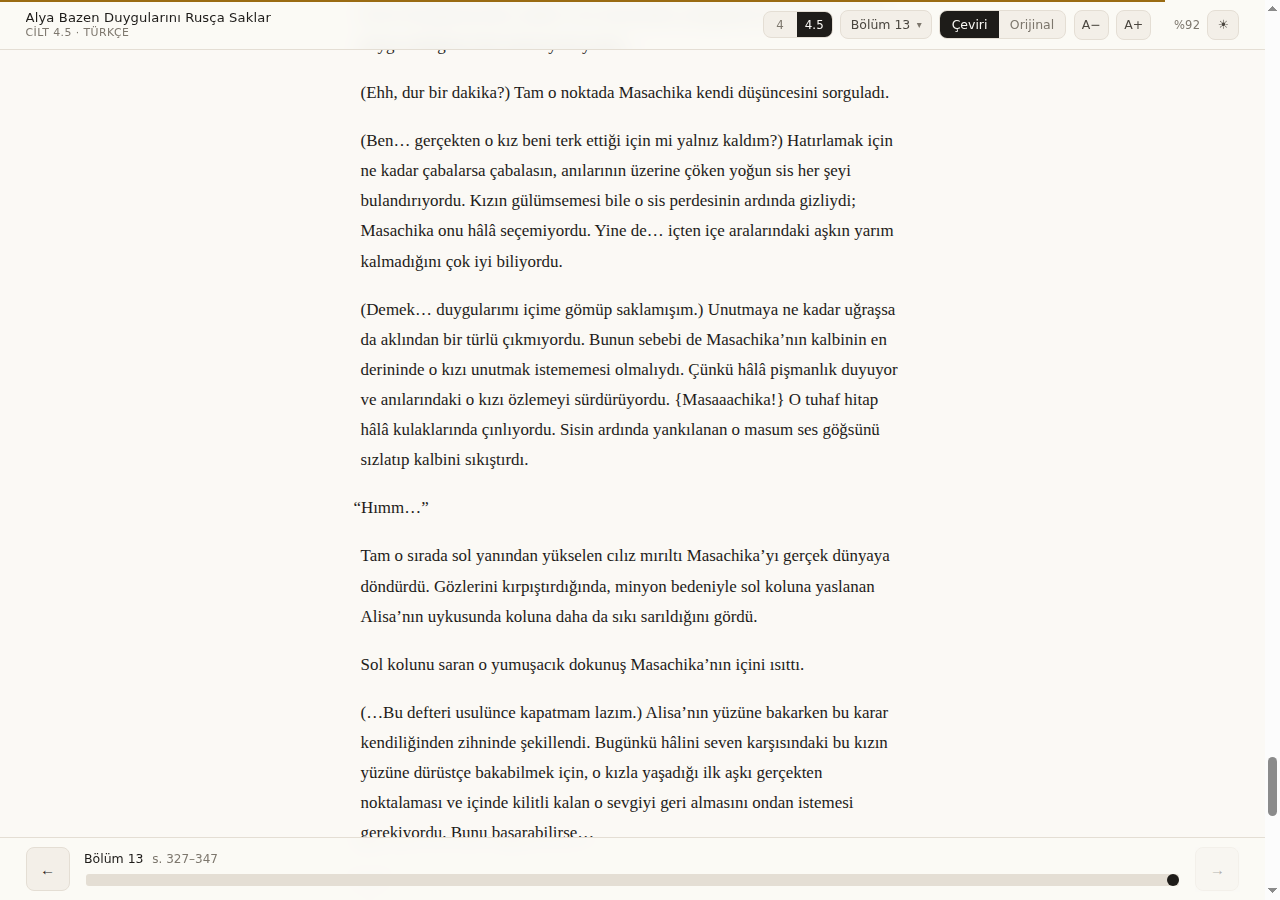 Alya Bazen Duygularını Rusça Saklar
CİLT 4.5 · TÜRKÇE
4 4.5 Bölüm 13 ▾ Çeviri Orijinal A− A+ %92 ☀
(Ehh, dur bir dakika?) Tam o noktada Masachika kendi düşüncesini sorguladı.
(Ben… gerçekten o kız beni terk ettiği için mi yalnız kaldım?) Hatırlamak için
ne kadar çabalarsa çabalasın, anılarının üzerine çöken yoğun sis her şeyi
bulandırıyordu. Kızın gülümsemesi bile o sis perdesinin ardında gizliydi;
Masachika onu hâlâ seçemiyordu. Yine de… içten içe aralarındaki aşkın yarım
kalmadığını çok iyi biliyordu.
(Demek… duygularımı içime gömüp saklamışım.) Unutmaya ne kadar uğraşsa
da aklından bir türlü çıkmıyordu. Bunun sebebi de Masachika’nın kalbinin en
derininde o kızı unutmak istememesi olmalıydı. Çünkü hâlâ pişmanlık duyuyor
ve anılarındaki o kızı özlemeyi sürdürüyordu. {Masaaachika!} O tuhaf hitap
hâlâ kulaklarında çınlıyordu. Sisin ardında yankılanan o masum ses göğsünü
sızlatıp kalbini sıkıştırdı.
“Hımm…”
Tam o sırada sol yanından yükselen cılız mırıltı Masachika’yı gerçek dünyaya
döndürdü. Gözlerini kırpıştırdığında, minyon bedeniyle sol koluna yaslanan
Alisa’nın uykusunda koluna daha da sıkı sarıldığını gördü.
Sol kolunu saran o yumuşacık dokunuş Masachika’nın içini ısıttı.
(…Bu defteri usulünce kapatmam lazım.) Alisa’nın yüzüne bakarken bu karar
kendiliğinden zihninde şekillendi. Bugünkü hâlini seven karşısındaki bu kızın
yüzüne dürüstçe bakabilmek için, o kızla yaşadığı ilk aşkı gerçekten
noktalaması ve içinde kilitli kalan o sevgiyi geri almasını ondan istemesi
gerekiyordu. Bunu başarabilirse…
← Bölüm 13 s. 327–347 →